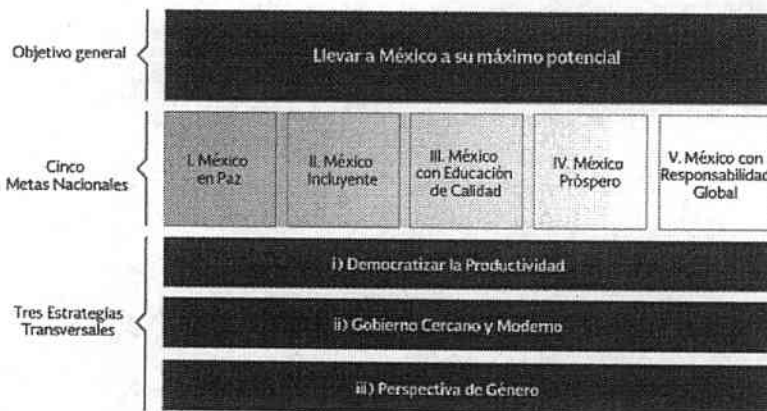 Objetivo general
Llevar a México a su máximo potencial
Cinco
Metas Nacionales
I. México
en Paz
II. México
Incluyente
III. México
con Educación
de Calidad
IV. México
Próspero
V. México con
Responsabilidad
Global
Tres Estrategias
Transversales
i) Democratizar la Productividad
ii) Gobierno Cercano y Moderno
iii) Perspectiva de Género